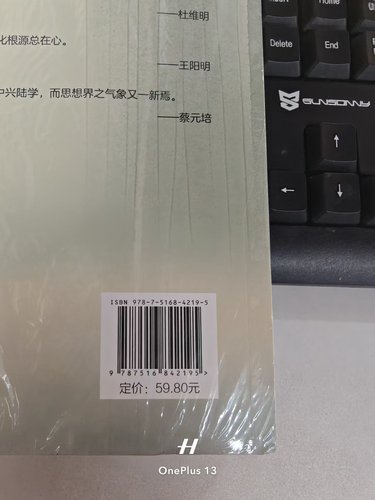 ——杜维明
化根源总在心。
——王阳明
中兴陆学，而思想界之气象又一新焉。
——蔡元培
ISBN 978-7-5168-4219-5
9 787516 842195 >
定价：59.80元
Home
Delete
End
↑
←
↓
H
OnePlus 13